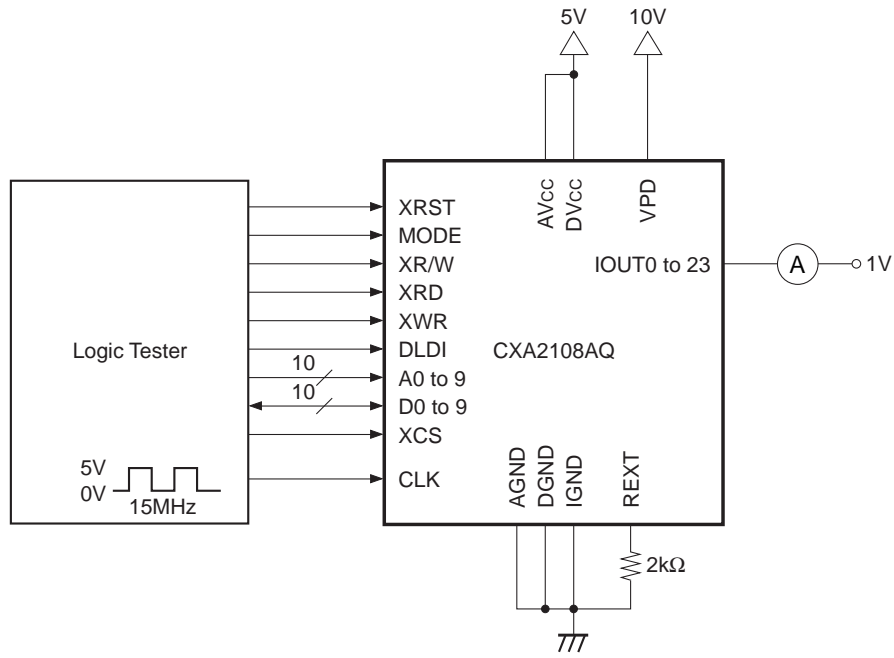 5V 10V
AVCC
DVCC
VPD
XRST
MODE
XR/W
XRD
XWR
DLDI
10
A0 to 9
10
D0 to 9
XCS
CLK
IOUT0 to 23
A
1V
Logic Tester
CXA2108AQ
5V
0V
15MHz
AGND
DGND
IGND
REXT
2kΩ